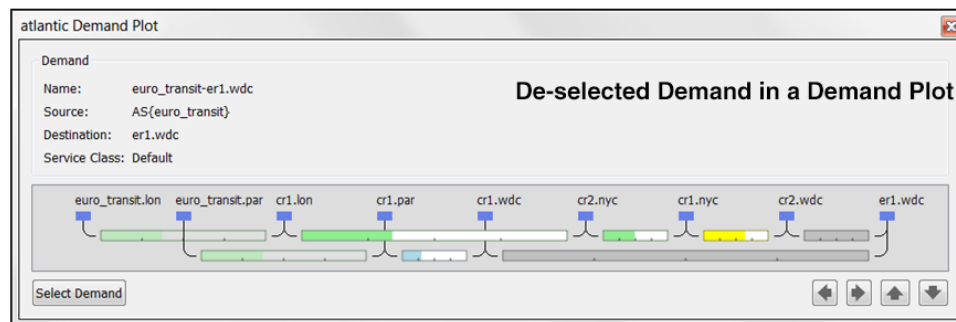 atlantic Demand Plot
Demand
Name: euro_transit-er1.wdc
De-selected Demand in a Demand Plot
Source: AS{euro_transit}
Destination: er1.wdc
Service Class: Default
euro_transit.lon euro_transit.par cr1.lon cr1.par cr1.wdc cr2.nyc cr1.nyc cr2.wdc er1.wdc
Select Demand